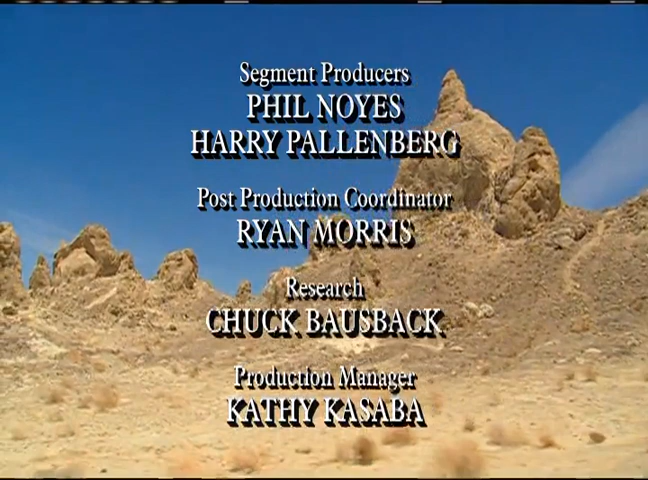 Segment Producers
PHIL NOYES
HARRY PALLENBERG
Post Production Coordinator
RYAN MORRIS
Research
CHUCK BAUSBACK
Production Manager
KATHY KASABA